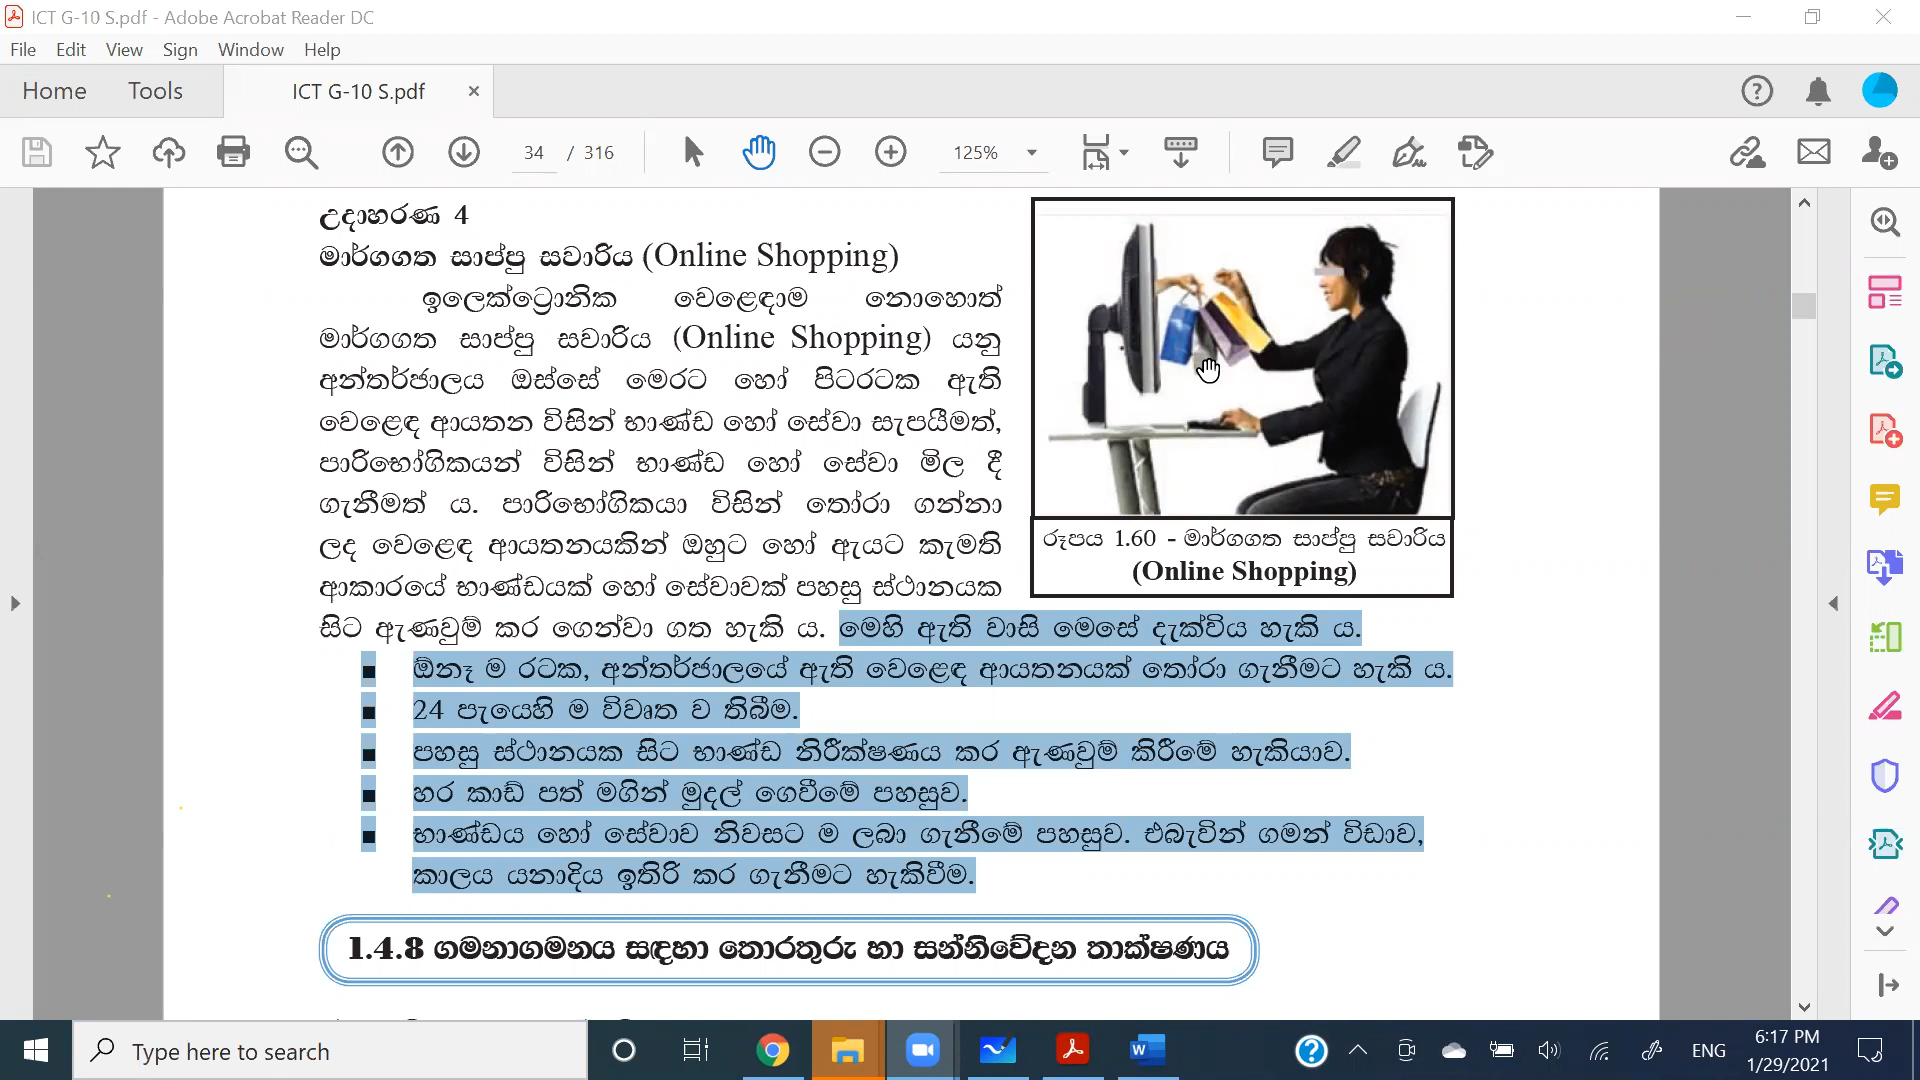 ICT G-10 S.pdf - Adobe Acrobat Reader DC
File Edit View Sign Window Help
Home Tools ICT G-10 S.pdf
34 / 316 125%
උදාහරණ 4
මාර්ගගත සාප්පු සවාරිය (Online Shopping)
ඉලෙක්ට්‍රොනික වෙළෙඳාම නොහොත්
මාර්ගගත සාප්පු සවාරිය (Online Shopping) යනු
අන්තර්ජාලය ඔස්සේ මෙරට හෝ පිටරටක ඇති
වෙළෙඳ ආයතන විසින් භාණ්ඩ හෝ සේවා සැපයීමත්,
පාරිභෝගිකයන් විසින් භාණ්ඩ හෝ සේවා මිල දී
ගැනීමත් ය. පාරිභෝගිකයා විසින් තෝරා ගන්නා
ලද වෙළෙඳ ආයතනයකින් ඔහුට හෝ ඇයට කැමති
ආකාරයේ භාණ්ඩයක් හෝ සේවාවක් පහසු ස්ථානයක
සිට ඇණවුම් කර ගෙන්වා ගත හැකි ය. මෙහි ඇති වාසි මෙසේ දැක්විය හැකි ය.
රූපය 1.60 - මාර්ගගත සාප්පු සවාරිය
(Online Shopping)
■ ඕනෑ ම රටක, අන්තර්ජාලයේ ඇති වෙළෙඳ ආයතනයක් තෝරා ගැනීමට හැකි ය.
■ 24 පැයෙහි ම විවෘත ව තිබීම.
■ පහසු ස්ථානයක සිට භාණ්ඩ නිරීක්ෂණය කර ඇණවුම් කිරීමේ හැකියාව.
■ හර කාඩ් පත් මගින් මුදල් ගෙවීමේ පහසුව.
■ භාණ්ඩය හෝ සේවාව නිවසට ම ලබා ගැනීමේ පහසුව. එබැවින් ගමන් විඩාව,
කාලය යනාදිය ඉතිරි කර ගැනීමට හැකිවීම.
1.4.8 ගමනාගමනය සඳහා තොරතුරු හා සන්නිවේදන තාක්ෂණය
Type here to search
ENG
6:17 PM
1/29/2021